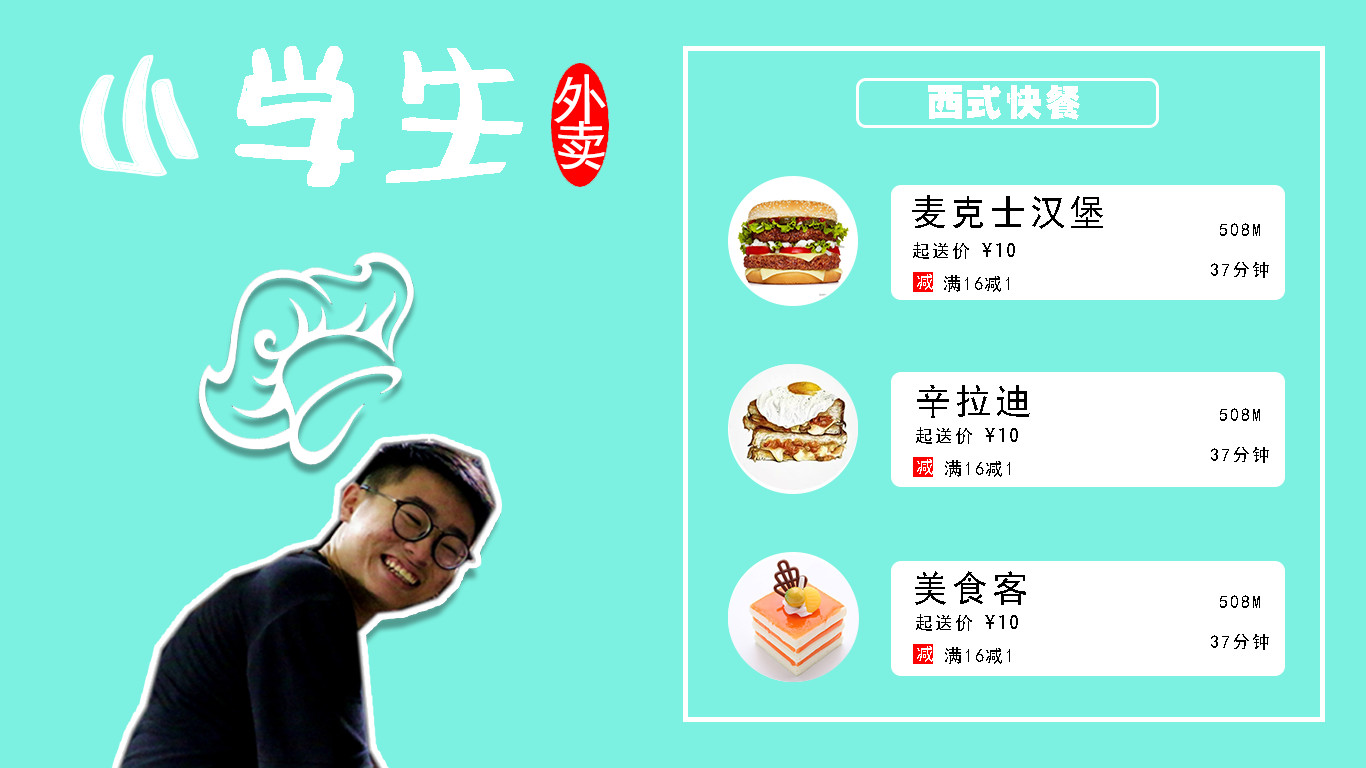 小学生
外卖
西式快餐
麦克士汉堡
起送价 ¥10
减 满16减1
508M
37分钟
辛拉迪
起送价 ¥10
减 满16减1
508M
37分钟
美食客
起送价 ¥10
减 满16减1
508M
37分钟